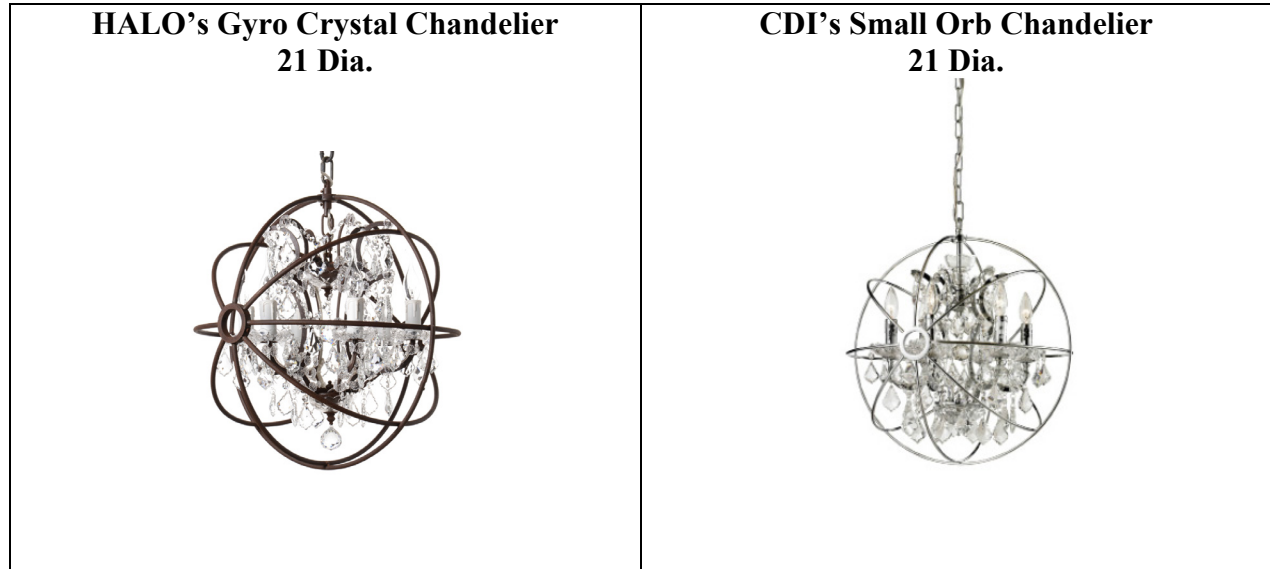 HALO’s Gyro Crystal Chandelier
21 Dia.
CDI’s Small Orb Chandelier
21 Dia.